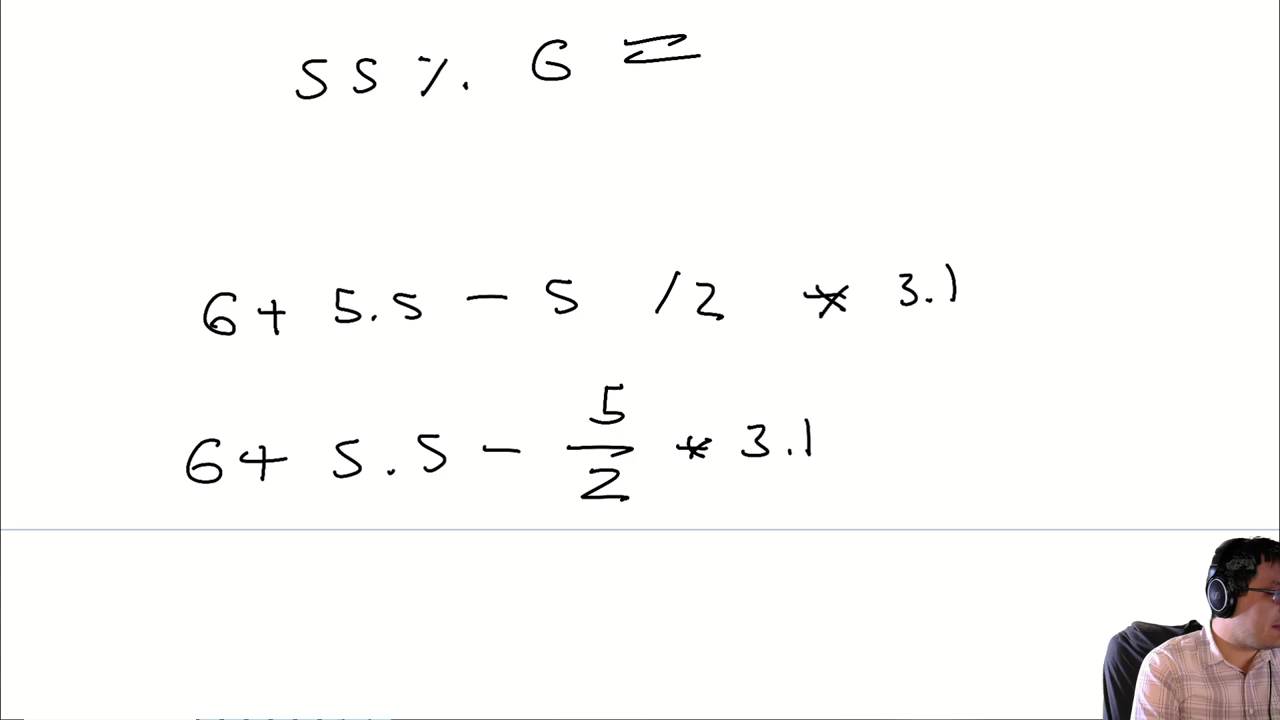 55%. 6 =
6+ 5.5 - 5 /2 * 3.1
6+ 5.5 - 5/2 * 3.1